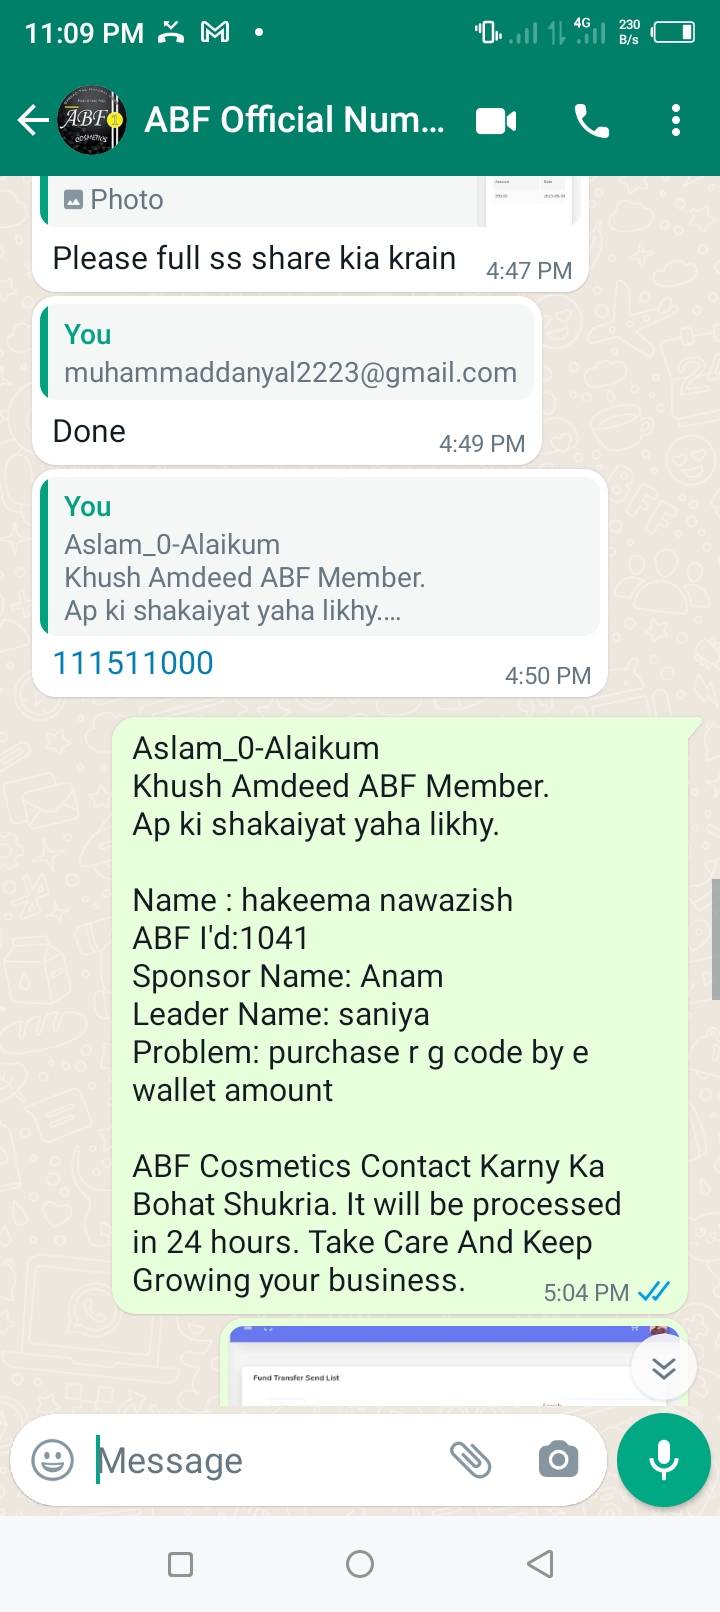 11:09 PM
4G
230
B/s
ABF
COSMETICS
ABF Official Num...
Photo
Please full ss share kia krain
4:47 PM
You
muhammaddanyal2223@gmail.com
Done
4:49 PM
You
Aslam_0-Alaikum
Khush Amdeed ABF Member.
Ap ki shakaiyat yaha likhy....
111511000
4:50 PM
Aslam_0-Alaikum
Khush Amdeed ABF Member.
Ap ki shakaiyat yaha likhy.
Name : hakeema nawazish
ABF I'd:1041
Sponsor Name: Anam
Leader Name: saniya
Problem: purchase r g code by e
wallet amount
ABF Cosmetics Contact Karny Ka
Bohat Shukria. It will be processed
in 24 hours. Take Care And Keep
Growing your business.
5:04 PM
Fund Transfer Send List
Message